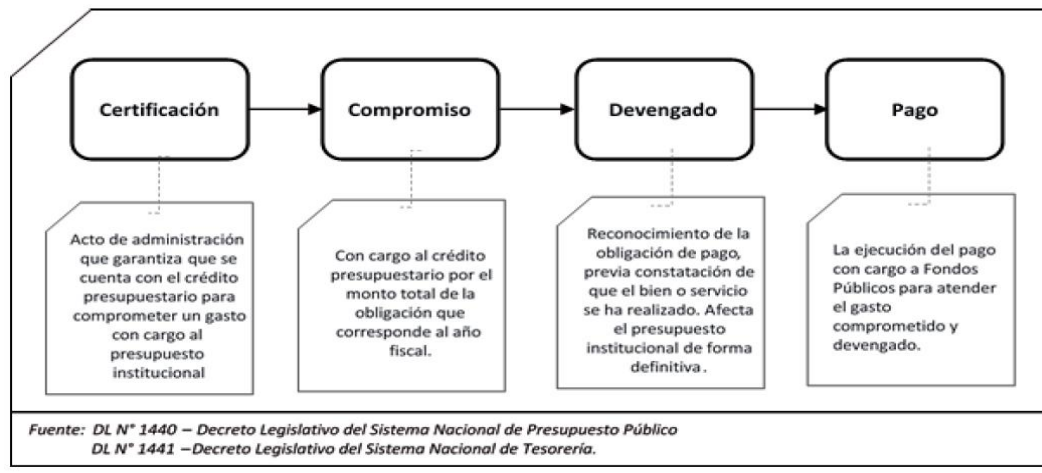 Certificación
Compromiso
Devengado
Pago
Acto de administración
que garantiza que se
cuenta con el crédito
presupuestario para
comprometer un gasto
con cargo al
presupuesto
institucional
Con cargo al crédito
presupuestario por el
monto total de la
obligación que
corresponde al año
fiscal.
Reconocimiento de la
obligación de pago,
previa constatación de
que el bien o servicio
se ha realizado. Afecta
el presupuesto
institucional de forma
definitiva.
La ejecución del pago
con cargo a Fondos
Públicos para atender
el gasto
comprometido y
devengado.
Fuente: DL N° 1440 – Decreto Legislativo del Sistema Nacional de Presupuesto Público
DL N° 1441 –Decreto Legislativo del Sistema Nacional de Tesorería.